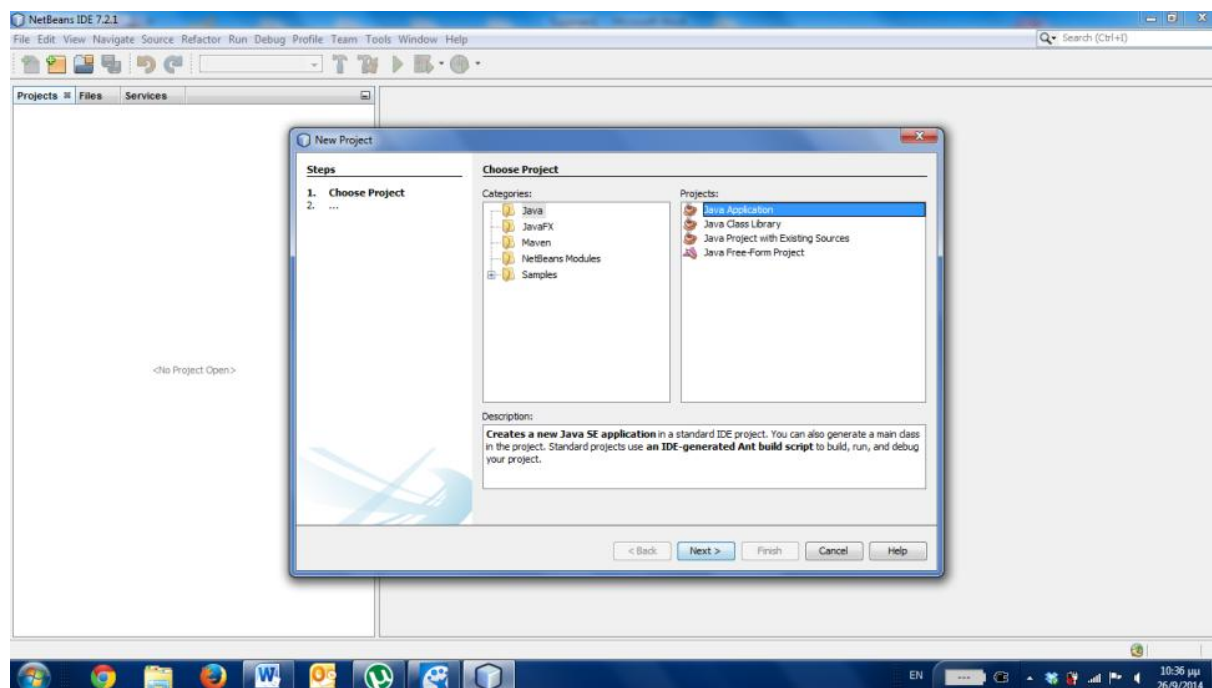 NetBeans IDE 7.2.1
File Edit View Navigate Source Refactor Run Debug Profile Team Tools Window Help
Search (Ctrl+I)
Projects Files Services
<No Project Open>
New Project
Steps
1. Choose Project
2. ...
Choose Project
Categories:
Java
JavaFX
Maven
NetBeans Modules
Samples
Projects:
Java Application
Java Class Library
Java Project with Existing Sources
Java Free-Form Project
Description:
Creates a new Java SE application in a standard IDE project. You can also generate a main class
in the project. Standard projects use an IDE-generated Ant build script to build, run, and debug
your project.
< Back Next > Finish Cancel Help
EN
10:36 μμ
26/9/2014